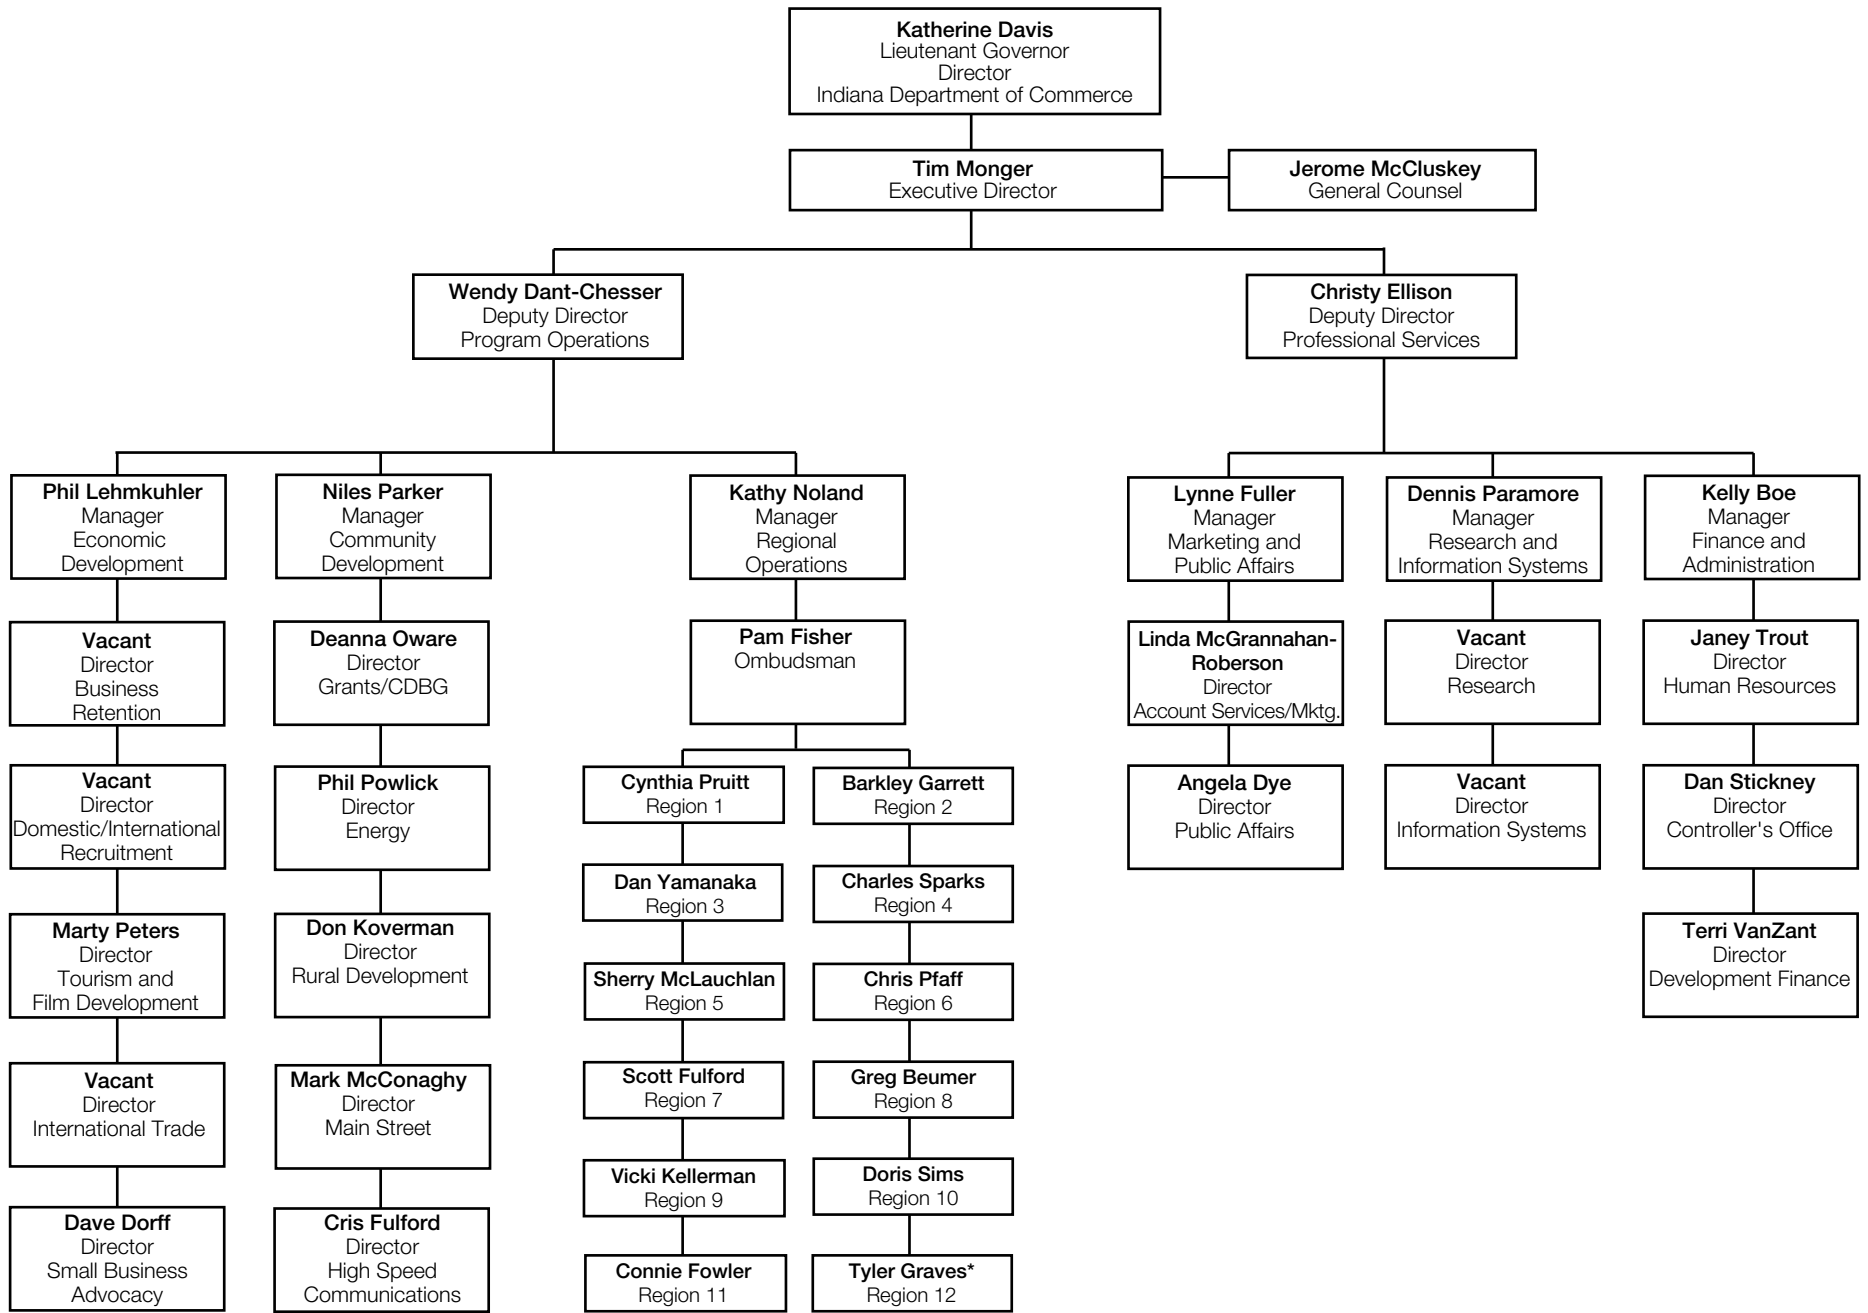 Katherine Davis
Lieutenant Governor
Director
Indiana Department of Commerce
Tim Monger
Executive Director
Jerome McCluskey
General Counsel
Wendy Dant-Chesser
Deputy Director
Program Operations
Christy Ellison
Deputy Director
Professional Services
Phil Lehmkuhler
Manager
Economic
Development
Niles Parker
Manager
Community
Development
Kathy Noland
Manager
Regional
Operations
Lynne Fuller
Manager
Marketing and
Public Affairs
Dennis Paramore
Manager
Research and
Information Systems
Kelly Boe
Manager
Finance and
Administration
Vacant
Director
Business
Retention
Deanna Oware
Director
Grants/CDBG
Pam Fisher
Ombudsman
Linda McGrannahan-
Roberson
Director
Account Services/Mktg.
Vacant
Director
Research
Janey Trout
Director
Human Resources
Vacant
Director
Domestic/International
Recruitment
Phil Powlick
Director
Energy
Cynthia Pruitt
Region 1
Barkley Garrett
Region 2
Angela Dye
Director
Public Affairs
Vacant
Director
Information Systems
Dan Stickney
Director
Controller's Office
Dan Yamanaka
Region 3
Charles Sparks
Region 4
Marty Peters
Director
Tourism and
Film Development
Don Koverman
Director
Rural Development
Sherry McLauchlan
Region 5
Chris Pfaff
Region 6
Terri VanZant
Director
Development Finance
Vacant
Director
International Trade
Mark McConaghy
Director
Main Street
Scott Fulford
Region 7
Greg Beumer
Region 8
Vicki Kellerman
Region 9
Doris Sims
Region 10
Dave Dorff
Director
Small Business
Advocacy
Cris Fulford
Director
High Speed
Communications
Connie Fowler
Region 11
Tyler Graves*
Region 12